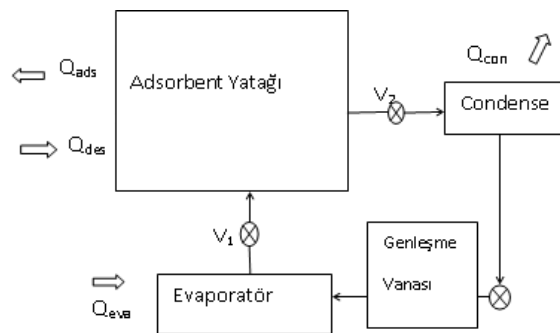 Q_con
Q_ads
Adsorbent Yatağı
V_2
Condense
Q_des
V_1
Genleşme
Vanası
Q_eva
Evaporatör